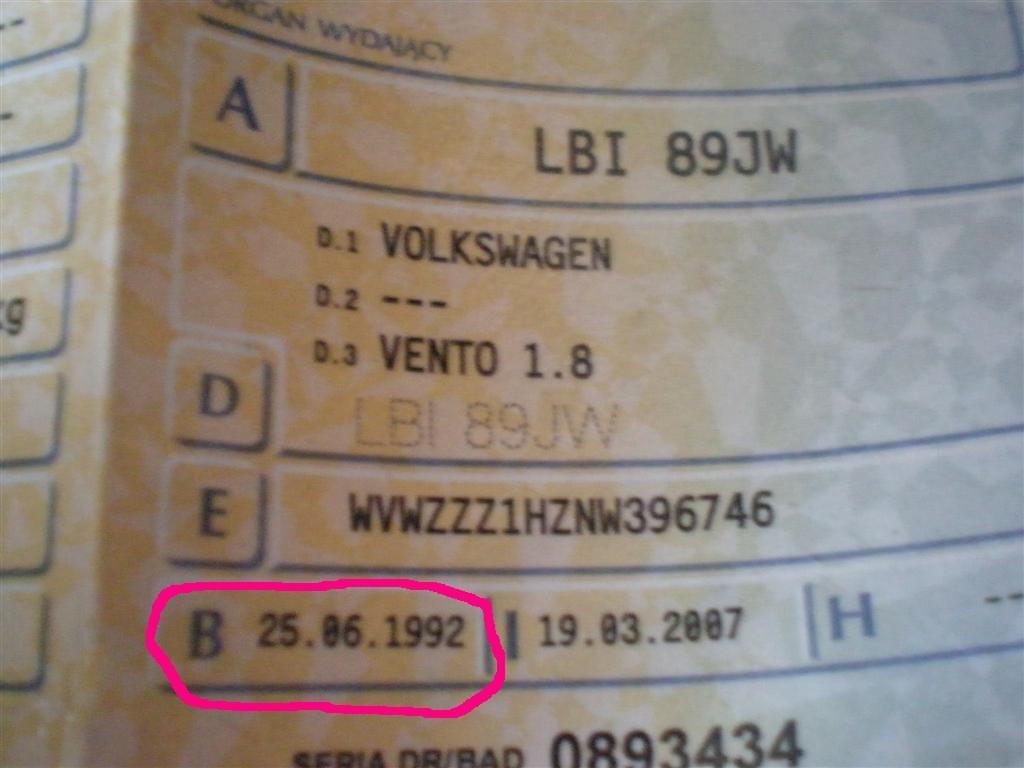 ORGAN WYDAJĄCY
A LBI 89JW
D.1 VOLKSWAGEN
D.2 ---
D.3 VENTO 1.8
D LBI 89JW
E WVWZZZ1HZNW396746
B 25.06.1992 I 19.03.2007 H --
SERIA DR/BAD 0893434